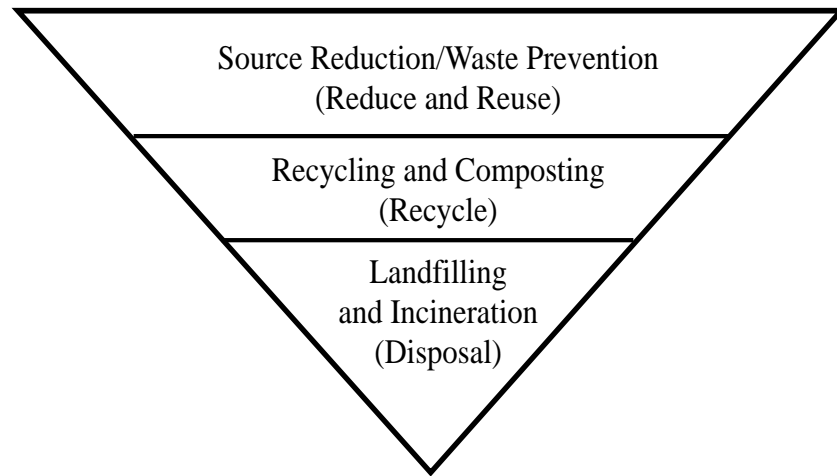 Source Reduction/Waste Prevention
(Reduce and Reuse)
Recycling and Composting
(Recycle)
Landfilling
and Incineration
(Disposal)